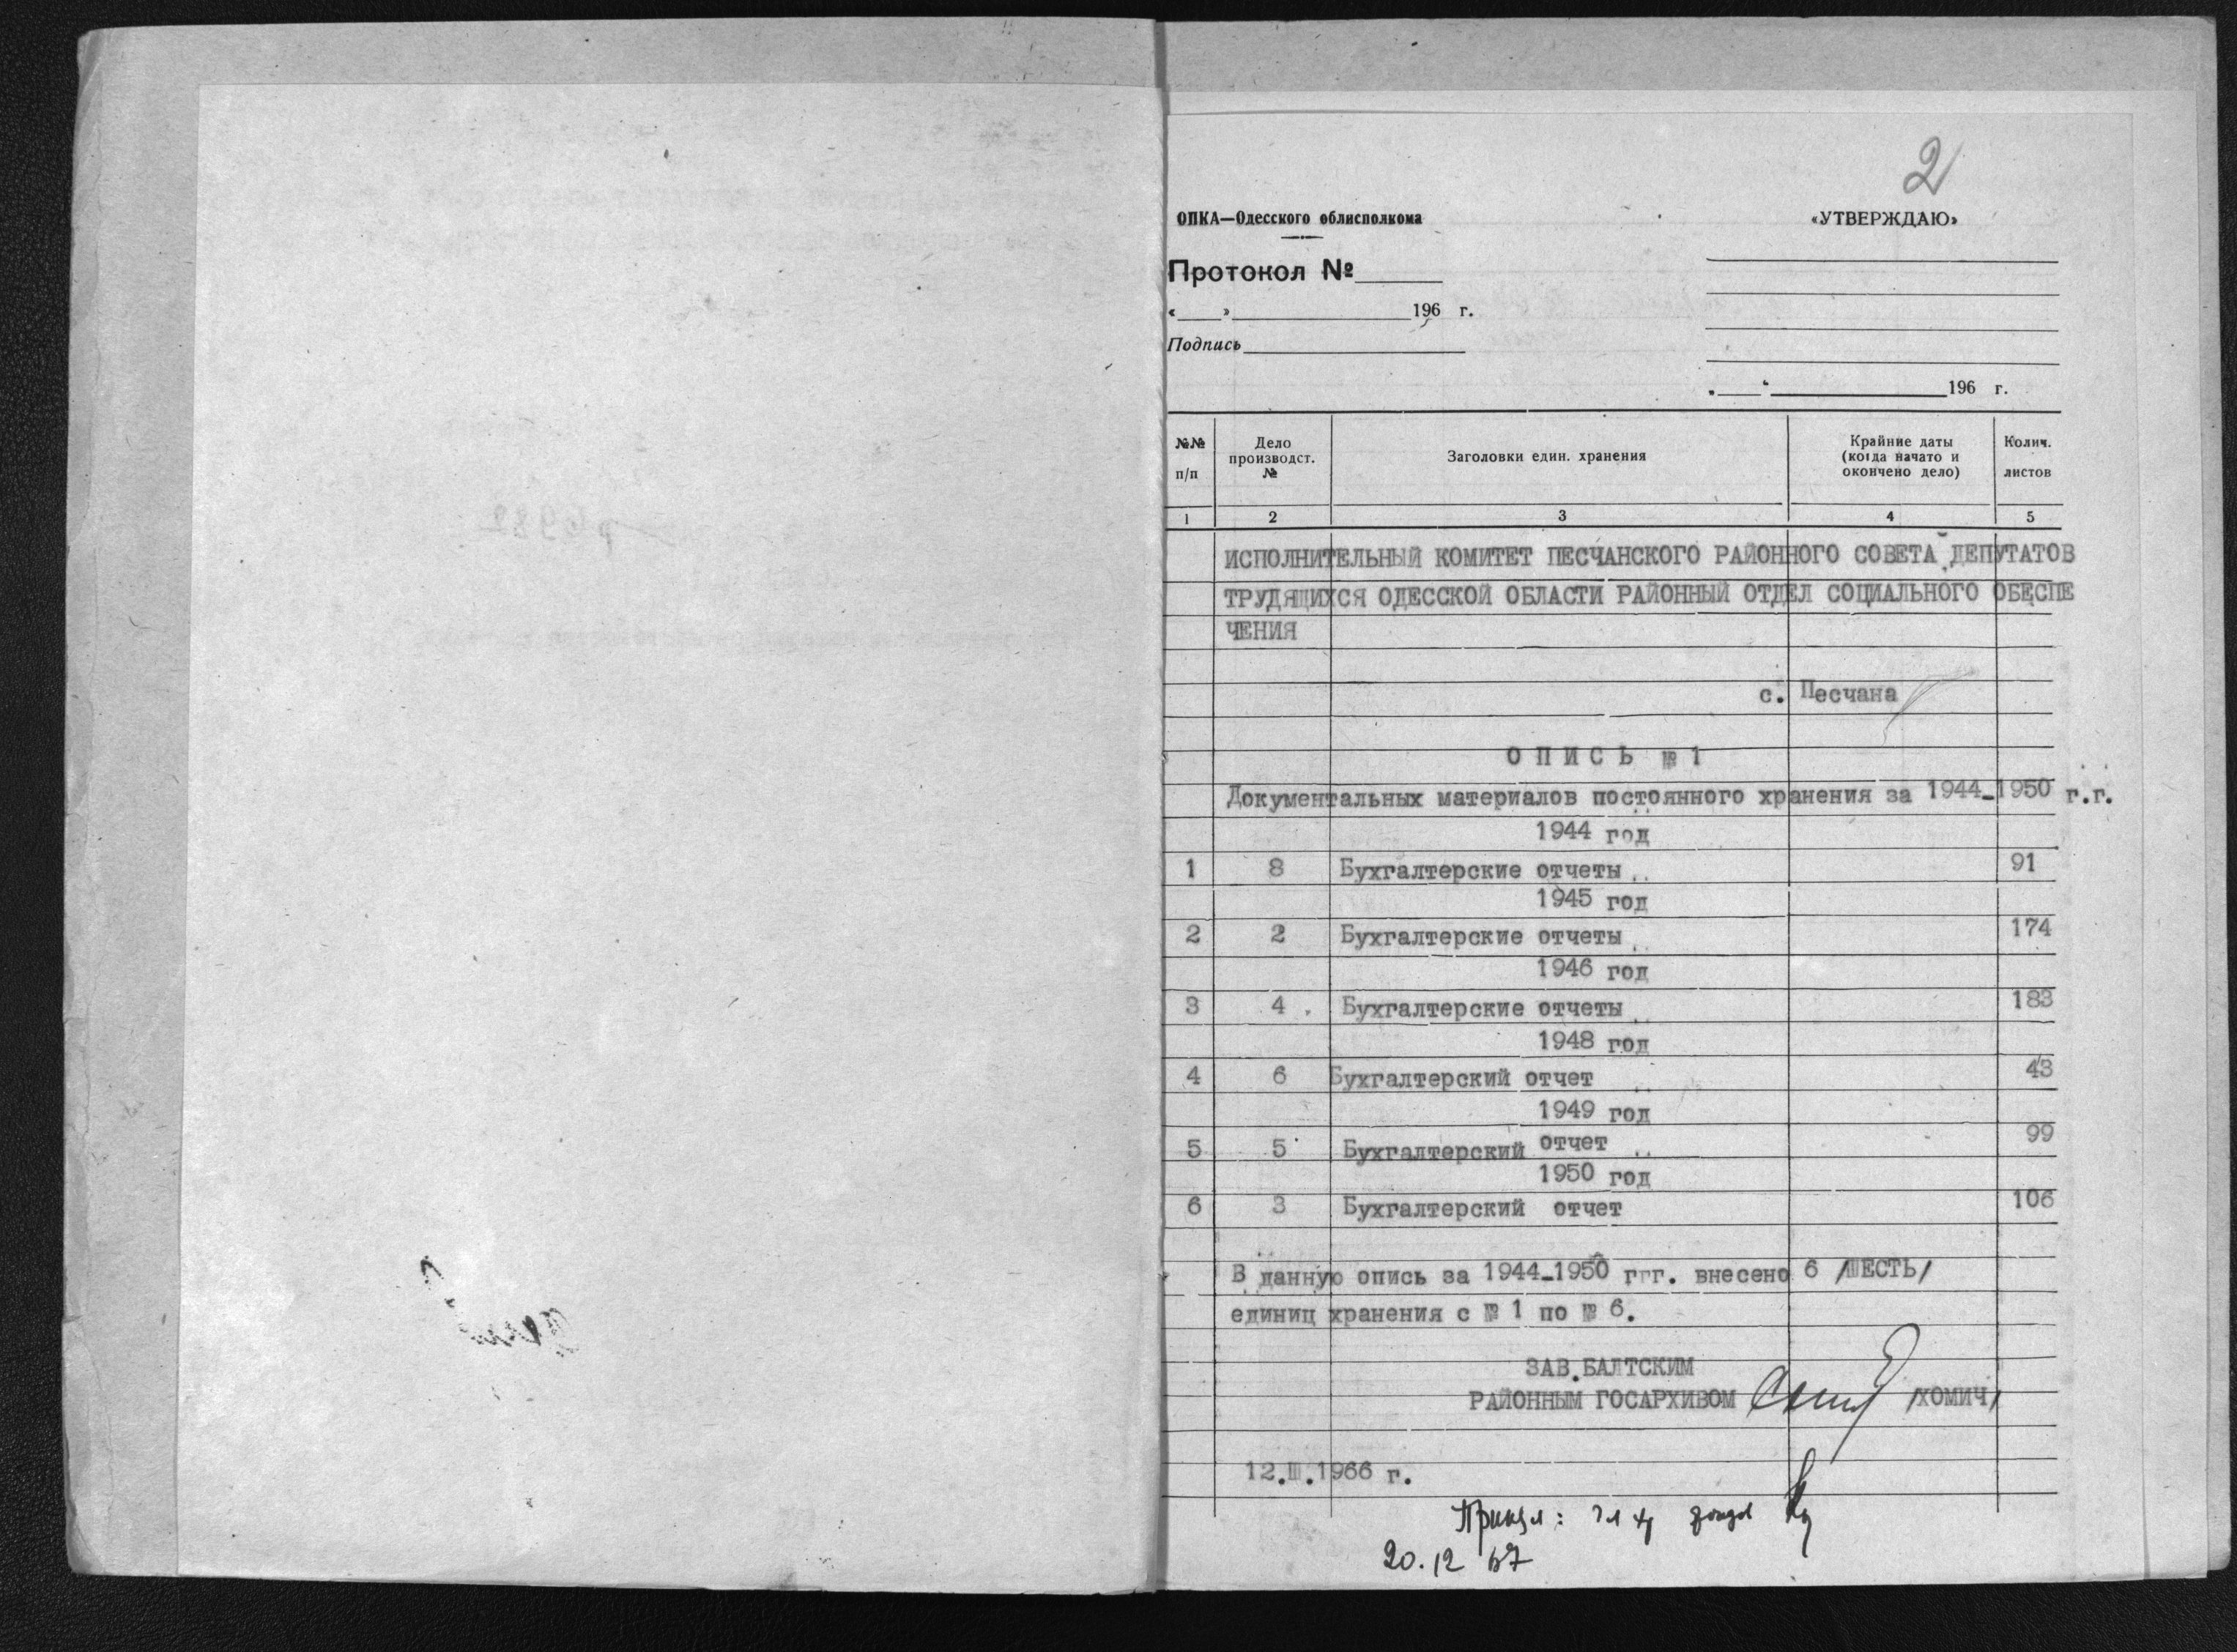 2
ОПКА—Одесского облисполкома
«УТВЕРЖДАЮ»
Протокол №
« » 196 г.
Подпись
„ “ 196 г.
№№ п/п
Дело производст. №
Заголовки един. хранения
Крайние даты (когда начато и окончено дело)
Колич. листов
1 2 3 4 5
ИСПОЛНИТЕЛЬНЫЙ КОМИТЕТ ПЕСЧАНСКОГО РАЙОННОГО СОВЕТА ДЕПУТАТОВ
ТРУДЯЩИХСЯ ОДЕССКОЙ ОБЛАСТИ РАЙОННЫЙ ОТДЕЛ СОЦИАЛЬНОГО ОБЕСПЕ
ЧЕНИЯ
с. Песчана
ОПИСЬ № 1
Документальных материалов постоянного хранения за 1944-1950 г.г.
1944 год
1 8 Бухгалтерские отчеты 91
1945 год
2 2 Бухгалтерские отчеты 174
1946 год
3 4 Бухгалтерские отчеты 183
1948 год
4 6 Бухгалтерский отчет 43
1949 год
5 5 Бухгалтерский отчет 99
1950 год
6 3 Бухгалтерский отчет 106
В данную опись за 1944-1950 ггг. внесено 6 /ШЕСТЬ/
единиц хранения с № 1 по № 6.
ЗАВ.БАЛТСКИМ
РАЙОННЫМ ГОСАРХИВОМ /ХОМИЧ/
12.III.1966 г.
20.12 67